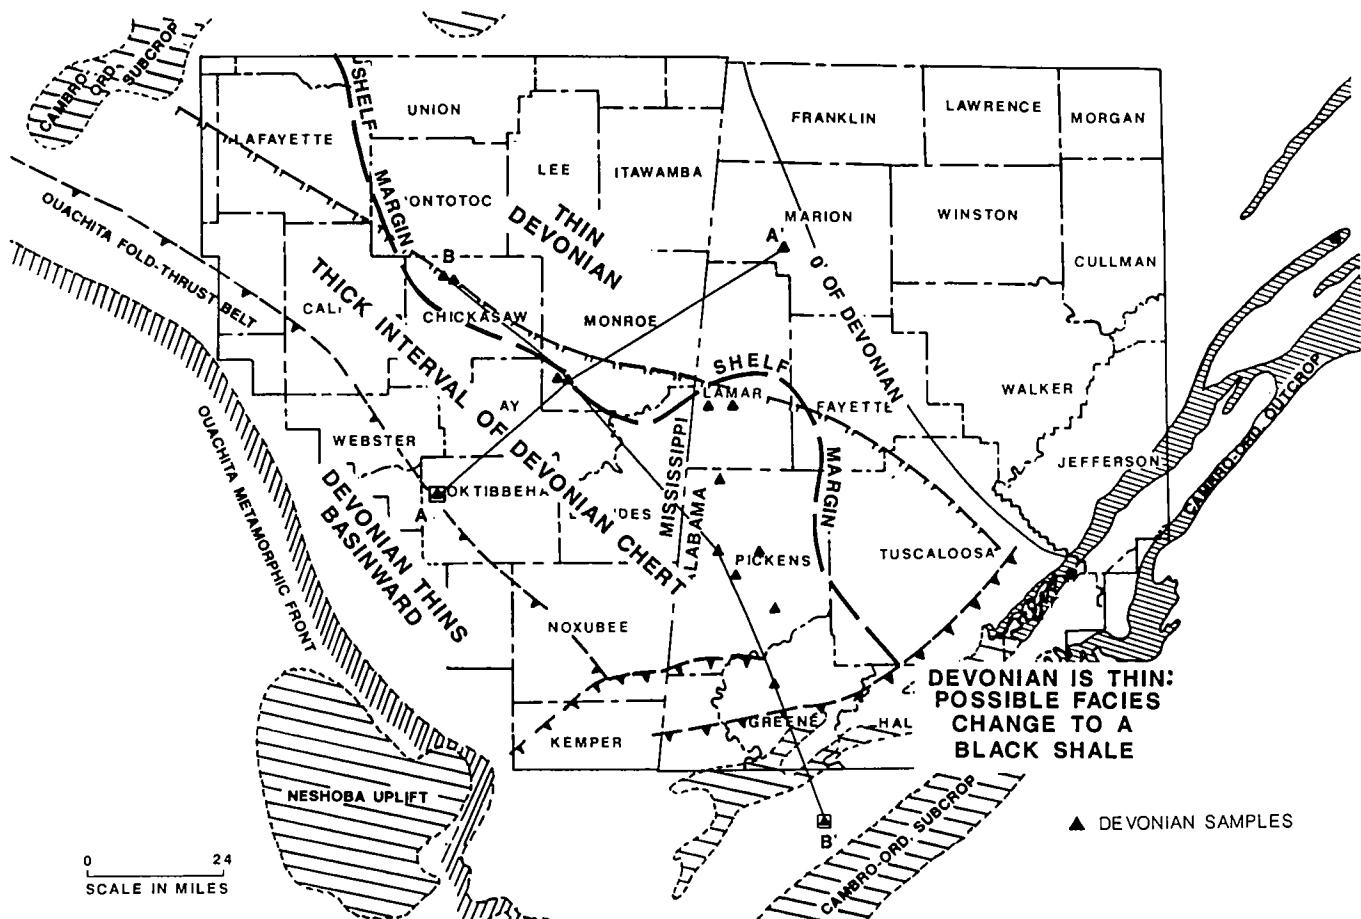 CAMBRO-
ORD.
SUBCROP
UNION
LAFAYETTE
SHELF
MARGIN
FRANKLIN
LAWRENCE
MORGAN
LEE
ITAWAMBA
ONTOTOC
THIN
DEVONIAN
MARION
WINSTON
CULLMAN
OUACHITA FOLD-THRUST BELT
B
A'
0' OF DEVONIAN
THICK INTERVAL OF DEVONIAN CHERT
CAL
CHICKASAW
MONROE
SHELF
MARGIN
LAMAR
FAYETTE
WALKER
AY
WEBSTER
JEFFERSON
CAMBRO-ORD. OUTCROP
OUACHITA METAMORPHIC FRONT
DEVONIAN THINS
BASINWARD
OKTIBBEHA
A
DES
MISSISSIPPI
LABAMA
PICKENS
TUSCALOOSA
NOXUBEE
KEMPER
GREENE
HAL
DEVONIAN IS THIN:
POSSIBLE FACIES
CHANGE TO A
BLACK SHALE
NESHOBA UPLIFT
B'
CAMBRO-ORD. SUBCROP
▲ DEVONIAN SAMPLES
0 24
SCALE IN MILES